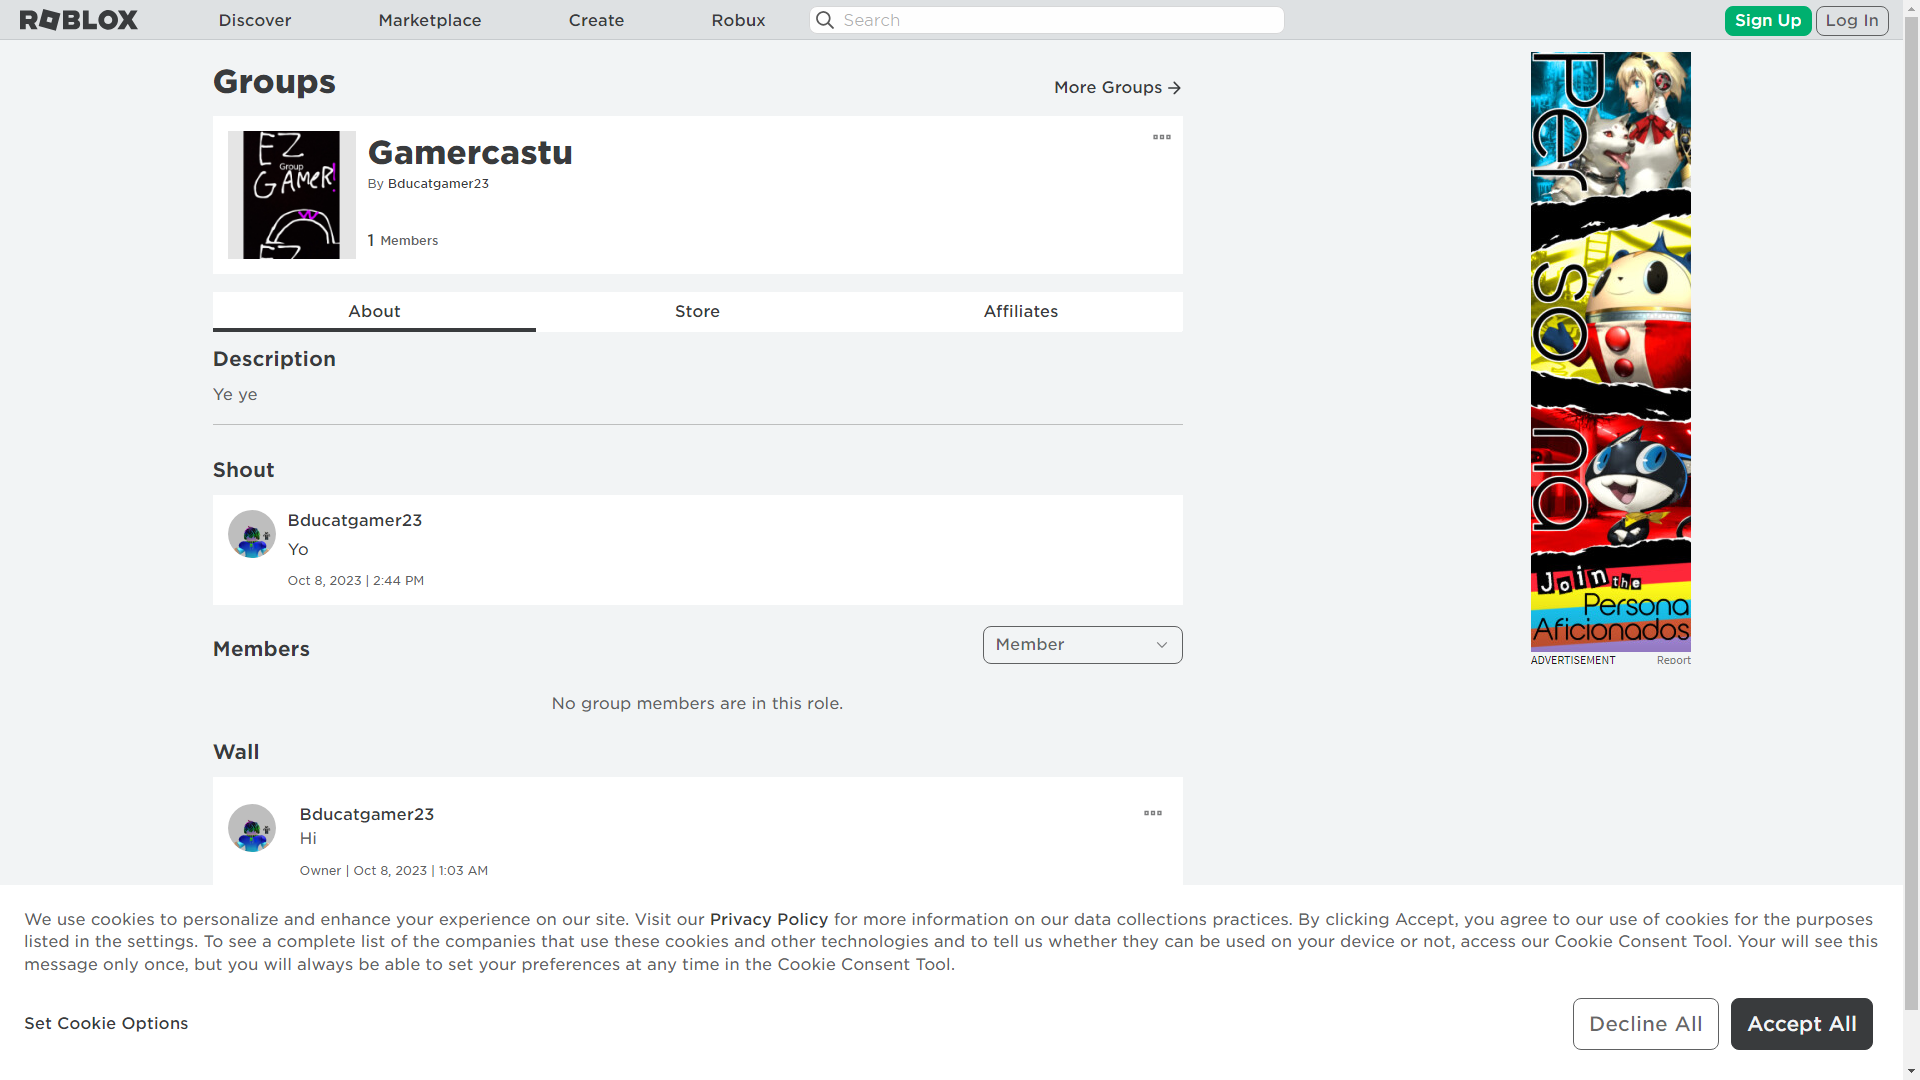 ROBLOX
Discover
Marketplace
Create
Robux
Search
Sign Up
Log In
Groups
More Groups
EZ
Group
GAMER!
EZ
Gamercastu
By Bducatgamer23
1 Members
About
Store
Affiliates
Description
Ye ye
Shout
Bducatgamer23
Yo
Oct 8, 2023 | 2:44 PM
Members
Member
No group members are in this role.
Wall
Bducatgamer23
Hi
Owner | Oct 8, 2023 | 1:03 AM
Per
so
na
Join the
Persona
Aficionados
ADVERTISEMENT
Report
We use cookies to personalize and enhance your experience on our site. Visit our Privacy Policy for more information on our data collections practices. By clicking Accept, you agree to our use of cookies for the purposes
listed in the settings. To see a complete list of the companies that use these cookies and other technologies and to tell us whether they can be used on your device or not, access our Cookie Consent Tool. Your will see this
message only once, but you will always be able to set your preferences at any time in the Cookie Consent Tool.
Set Cookie Options
Decline All
Accept All